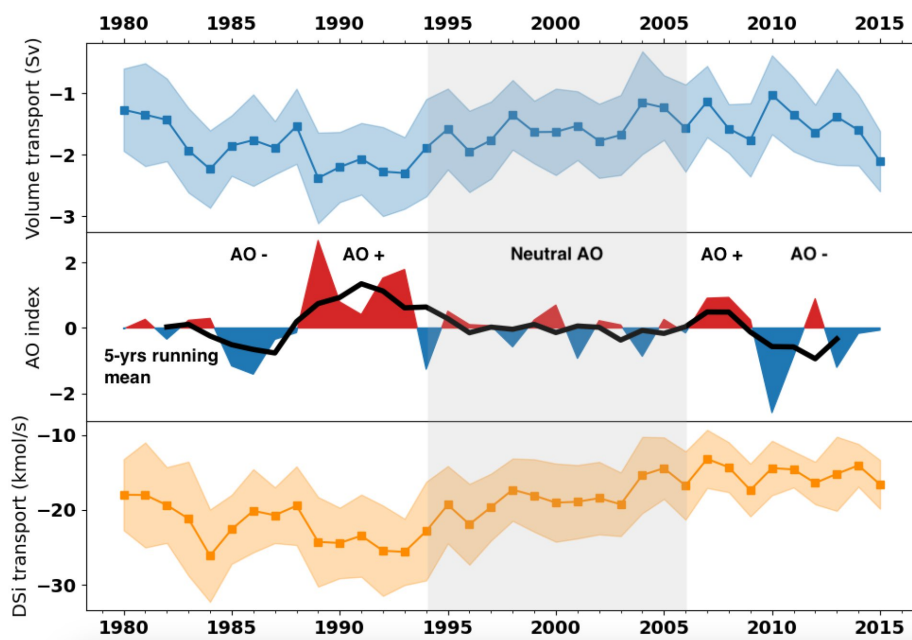 1980 1985 1990 1995 2000 2005 2010 2015
Volume transport (Sv)
−1
−2
−3
AO index
2
0
−2
AO - AO + Neutral AO AO + AO -
5-yrs running
mean
DSi transport (kmol/s)
−10
−20
−30
1980 1985 1990 1995 2000 2005 2010 2015